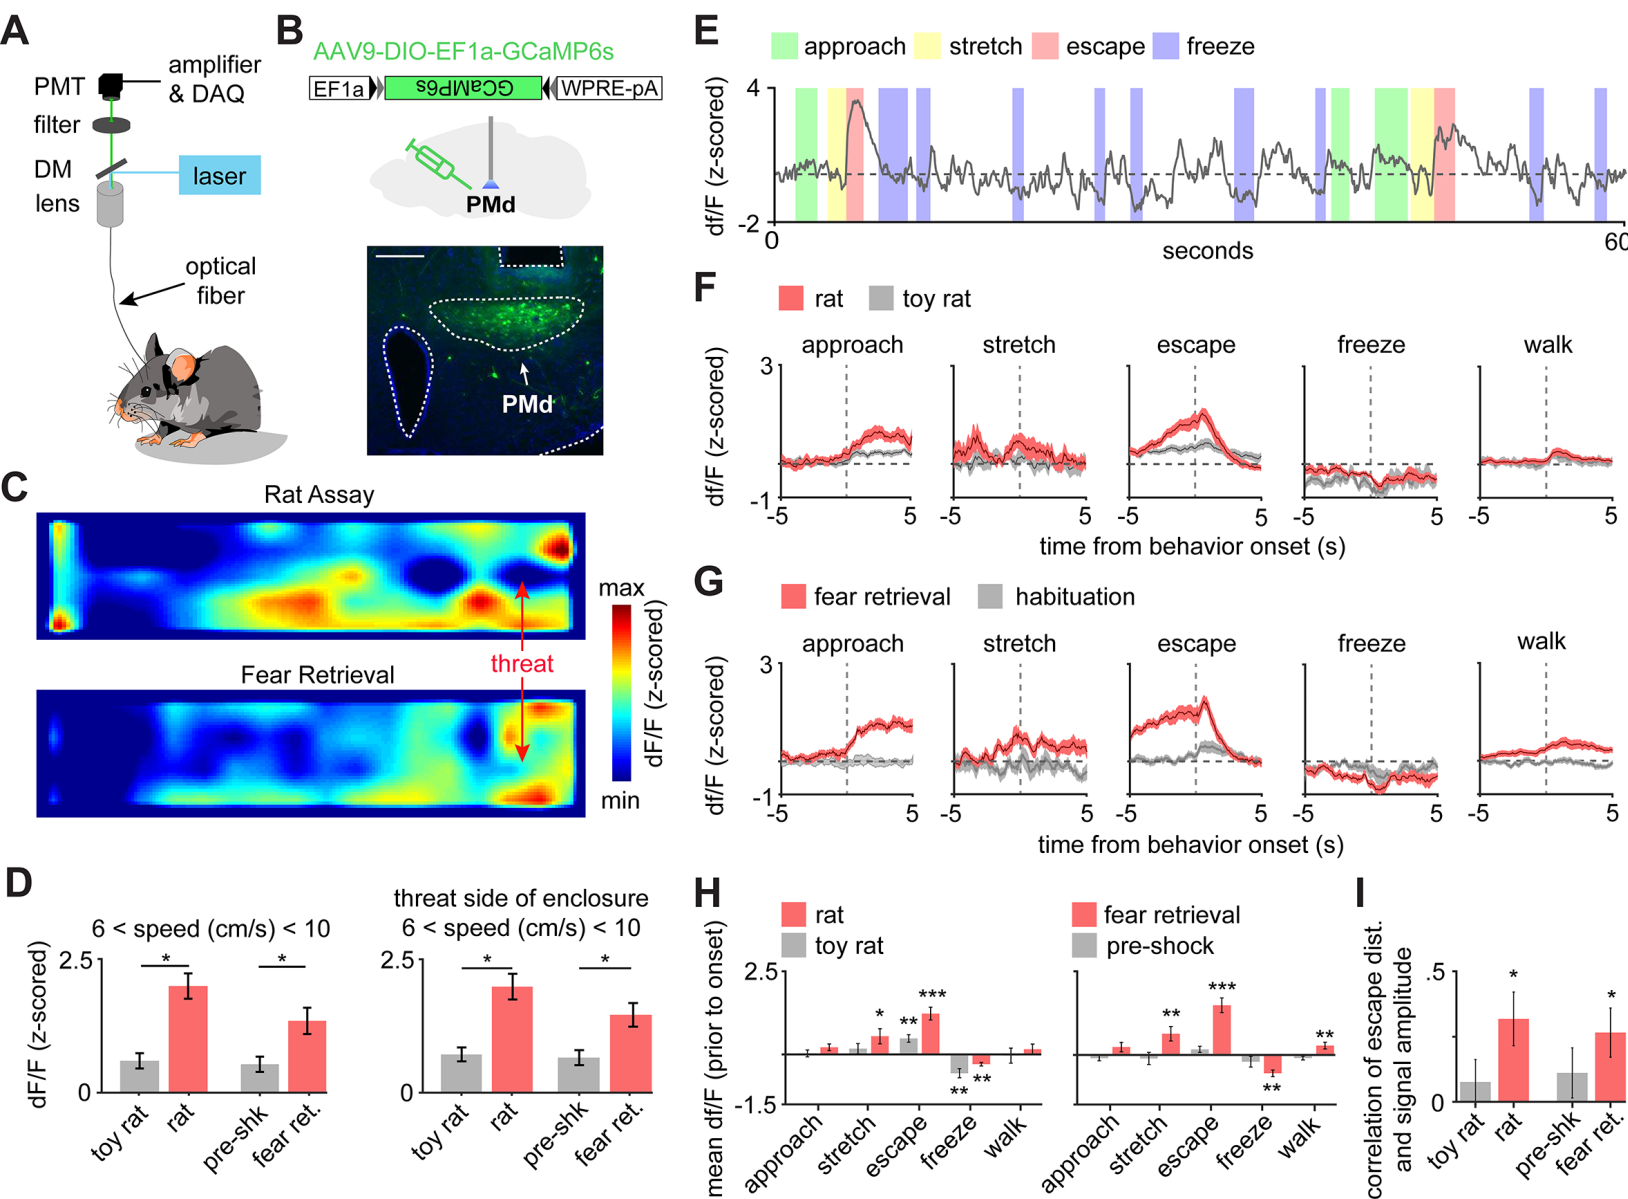 A
PMT
amplifier
& DAQ
filter
DM
laser
lens
optical
fiber
B
AAV9-DIO-EF1a-GCaMP6s
EF1a
GCaMP6s
WPRE-pA
PMd
PMd
C
Rat Assay
threat
Fear Retrieval
max
min
dF/F (z-scored)
D
6 < speed (cm/s) < 10
threat side of enclosure
6 < speed (cm/s) < 10
dF/F (z-scored)
2.5
0
* *
toy rat
rat
pre-shk
fear ret.
2.5
0
* *
toy rat
rat
pre-shk
fear ret.
E
approach stretch escape freeze
df/F (z-scored)
4
-2
0
seconds
60
F
rat toy rat
approach stretch escape freeze walk
df/F (z-scored)
3
-1
-5 5 -5 5 -5 5 -5 5 -5 5
time from behavior onset (s)
G
fear retrieval habituation
approach stretch escape freeze walk
df/F (z-scored)
3
-1
-5 5 -5 5 -5 5 -5 5 -5 5
time from behavior onset (s)
H
rat
toy rat
mean df/F (prior to onset)
2.5
-1.5
* ** *** ** **
approach
stretch
escape
freeze
walk
fear retrieval
pre-shock
** *** ** **
approach
stretch
escape
freeze
walk
I
correlation of escape dist.
and signal amplitude
.5
0
* *
toy rat
rat
pre-shk
fear ret.